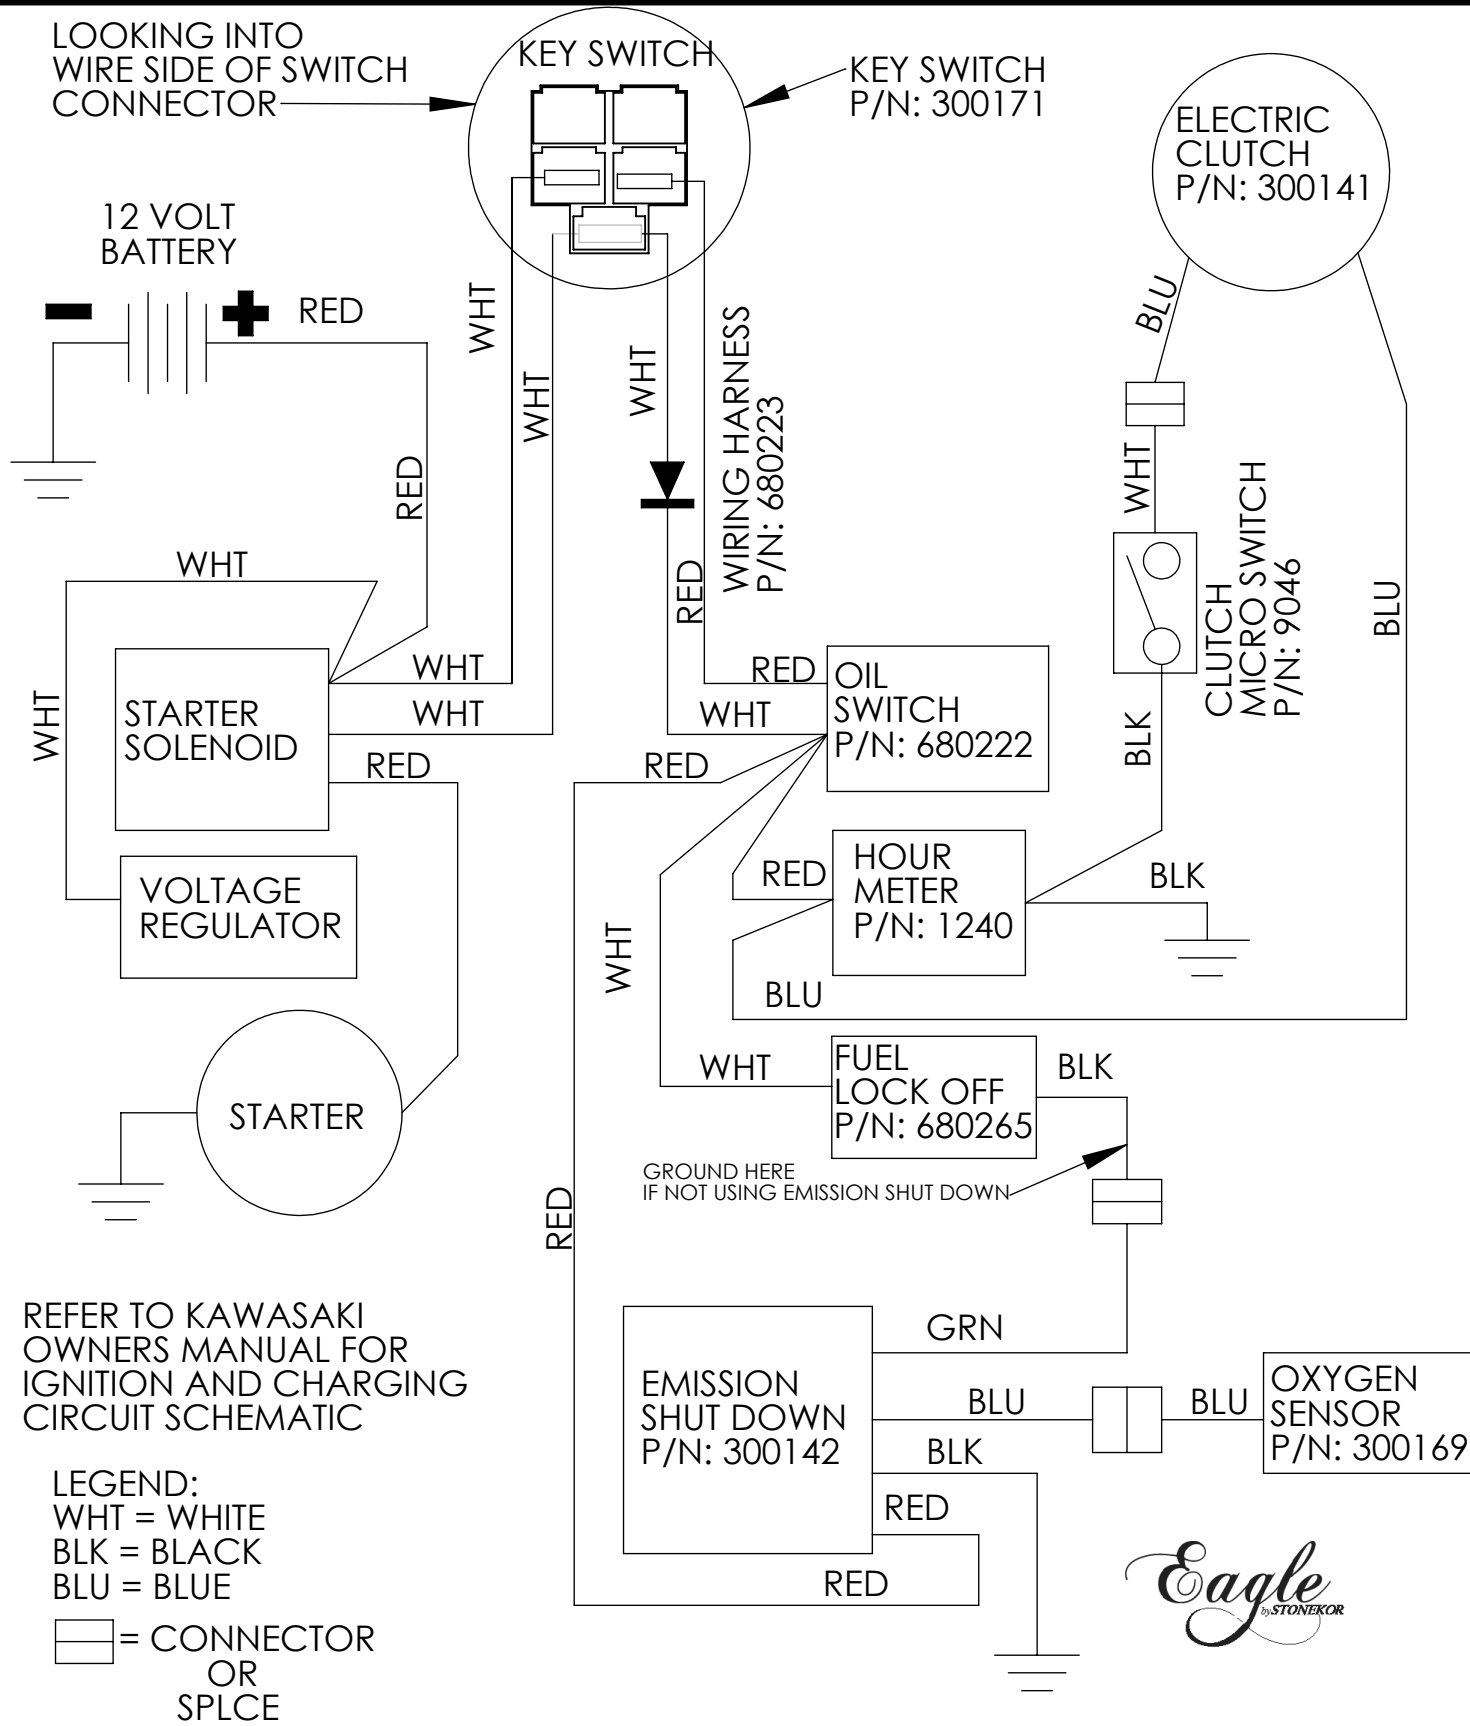 LOOKING INTO
WIRE SIDE OF SWITCH
CONNECTOR
KEY SWITCH
KEY SWITCH
P/N: 300171
ELECTRIC
CLUTCH
P/N: 300141
12 VOLT
BATTERY
RED
WHT
WHT
WHT
WIRING HARNESS
P/N: 680223
BLU
RED
WHT
CLUTCH
MICRO SWITCH
P/N: 9046
BLU
WHT
RED
WHT
WHT
STARTER
SOLENOID
WHT
RED
RED
WHT
RED
OIL
SWITCH
P/N: 680222
BLK
VOLTAGE
REGULATOR
RED
HOUR
METER
P/N: 1240
BLK
WHT
BLU
STARTER
WHT
FUEL
LOCK OFF
P/N: 680265
BLK
GROUND HERE
IF NOT USING EMISSION SHUT DOWN
RED
REFER TO KAWASAKI
OWNERS MANUAL FOR
IGNITION AND CHARGING
CIRCUIT SCHEMATIC
EMISSION
SHUT DOWN
P/N: 300142
GRN
BLU
BLU
OXYGEN
SENSOR
P/N: 300169
BLK
RED
RED
LEGEND:
WHT = WHITE
BLK = BLACK
BLU = BLUE
= CONNECTOR
OR
SPLCE
Eagle
by STONEKOR